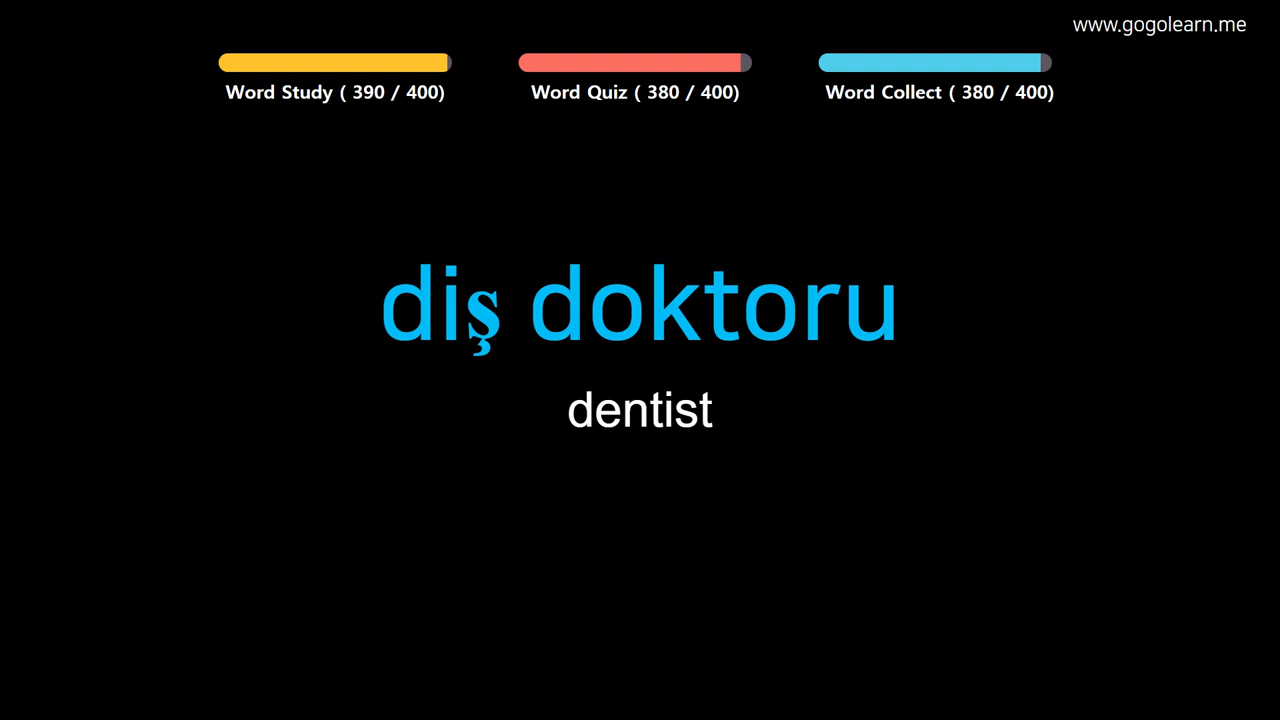 www.gogolearn.me
Word Study ( 390 / 400)
Word Quiz ( 380 / 400)
Word Collect ( 380 / 400)
diş doktoru
dentist